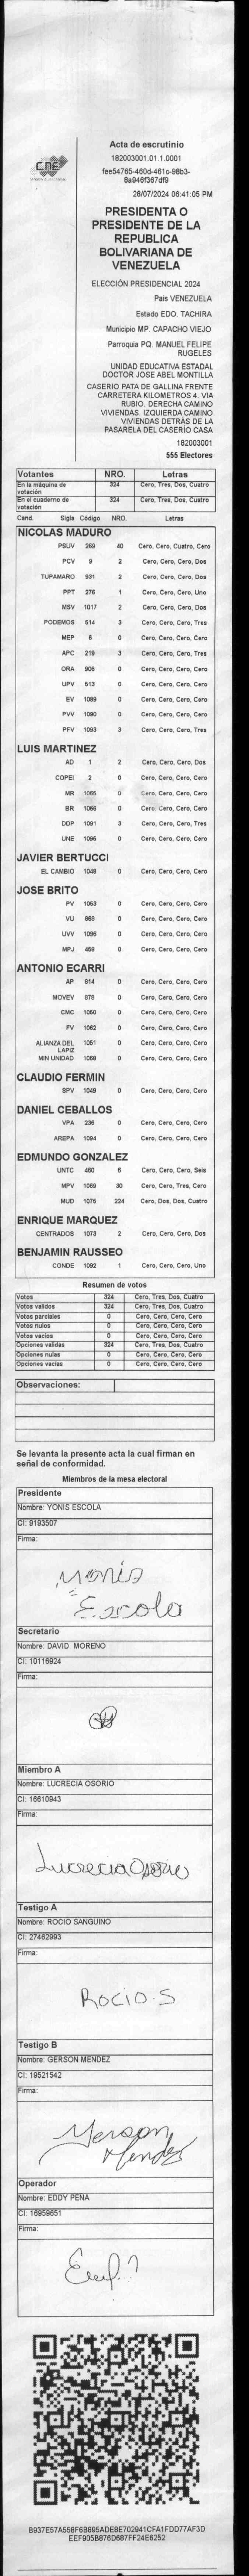 CNE
Acta de escrutinio
182003001.01.1.0001
fee54765-460d-461c-98b3-
8a946f367df9
28/07/2024 06:41:05 PM
PRESIDENTA O
PRESIDENTE DE LA
REPUBLICA
BOLIVARIANA DE
VENEZUELA
ELECCIÓN PRESIDENCIAL 2024
País VENEZUELA
Estado EDO. TACHIRA
Municipio MP. CAPACHO VIEJO
Parroquia PQ. MANUEL FELIPE
RUGELES
UNIDAD EDUCATIVA ESTADAL
DOCTOR JOSE ABEL MONTILLA
CASERIO PATA DE GALLINA FRENTE
CARRETERA KILOMETROS 4. VIA
RUBIO. DERECHA CAMINO
VIVIENDAS. IZQUIERDA CAMINO
VIVIENDAS DETRÁS DE LA
PASARELA DEL CASERÍO CASA
182003001
555 Electores
Votantes NRO. Letras
En la máquina de votación 324 Cero, Tres, Dos, Cuatro
En el cuaderno de votación 324 Cero, Tres, Dos, Cuatro
Cand. Sigla Código NRO. Letras
NICOLAS MADURO
PSUV 269 40 Cero, Cero, Cuatro, Cero
PCV 9 2 Cero, Cero, Cero, Dos
TUPAMARO 931 2 Cero, Cero, Cero, Dos
PPT 276 1 Cero, Cero, Cero, Uno
MSV 1017 2 Cero, Cero, Cero, Dos
PODEMOS 614 3 Cero, Cero, Cero, Tres
MEP 6 0 Cero, Cero, Cero, Cero
APC 219 3 Cero, Cero, Cero, Tres
ORA 906 0 Cero, Cero, Cero, Cero
UPV 613 0 Cero, Cero, Cero, Cero
EV 1089 0 Cero, Cero, Cero, Cero
PVV 1090 0 Cero, Cero, Cero, Cero
PFV 1093 3 Cero, Cero, Cero, Tres
LUIS MARTINEZ
AD 1 2 Cero, Cero, Cero, Dos
COPEI 2 0 Cero, Cero, Cero, Cero
MR 1065 0 Cero, Cero, Cero, Cero
BR 1066 0 Cero, Cero, Cero, Cero
DDP 1091 3 Cero, Cero, Cero, Tres
UNE 1096 0 Cero, Cero, Cero, Cero
JAVIER BERTUCCI
EL CAMBIO 1048 0 Cero, Cero, Cero, Cero
JOSE BRITO
PV 1053 0 Cero, Cero, Cero, Cero
VU 868 0 Cero, Cero, Cero, Cero
UVV 1095 0 Cero, Cero, Cero, Cero
MPJ 458 0 Cero, Cero, Cero, Cero
ANTONIO ECARRI
AP 914 0 Cero, Cero, Cero, Cero
MOVEV 878 0 Cero, Cero, Cero, Cero
CMC 1060 0 Cero, Cero, Cero, Cero
FV 1062 0 Cero, Cero, Cero, Cero
ALIANZA DEL LAPIZ 1051 0 Cero, Cero, Cero, Cero
MIN UNIDAD 1088 0 Cero, Cero, Cero, Cero
CLAUDIO FERMIN
SPV 1049 0 Cero, Cero, Cero, Cero
DANIEL CEBALLOS
VPA 236 0 Cero, Cero, Cero, Cero
AREPA 1094 0 Cero, Cero, Cero, Cero
EDMUNDO GONZALEZ
UNTC 460 6 Cero, Cero, Cero, Seis
MPV 1069 30 Cero, Cero, Tres, Cero
MUD 1076 224 Cero, Dos, Dos, Cuatro
ENRIQUE MARQUEZ
CENTRADOS 1073 2 Cero, Cero, Cero, Dos
BENJAMIN RAUSSEO
CONDE 1092 1 Cero, Cero, Cero, Uno
Resumen de votos
Votos 324 Cero, Tres, Dos, Cuatro
Votos validos 324 Cero, Tres, Dos, Cuatro
Votos parciales 0 Cero, Cero, Cero, Cero
Votos nulos 0 Cero, Cero, Cero, Cero
Votos vacios 0 Cero, Cero, Cero, Cero
Opciones validas 324 Cero, Tres, Dos, Cuatro
Opciones nulas 0 Cero, Cero, Cero, Cero
Opciones vacias 0 Cero, Cero, Cero, Cero
Observaciones:
Se levanta la presente acta la cual firman en
señal de conformidad.
Miembros de la mesa electoral
Presidente
Nombre: YONIS ESCOLA
CI: 9193507
Firma:
Yonis
Escola
Secretario
Nombre: DAVID MORENO
CI: 10116924
Firma:
Miembro A
Nombre: LUCRECIA OSORIO
CI: 16610943
Firma:
Lucrecia Osorio
Testigo A
Nombre: ROCIO SANGUINO
CI: 27462993
Firma:
ROCIO.S
Testigo B
Nombre: GERSON MENDEZ
CI: 19521542
Firma:
Gerson
Mendez
Operador
Nombre: EDDY PEÑA
CI: 16959651
Firma:
B937E57A558F6B895ADE8E702941CFA1FDD77AF3D
EEF905B876D687FF24E6252